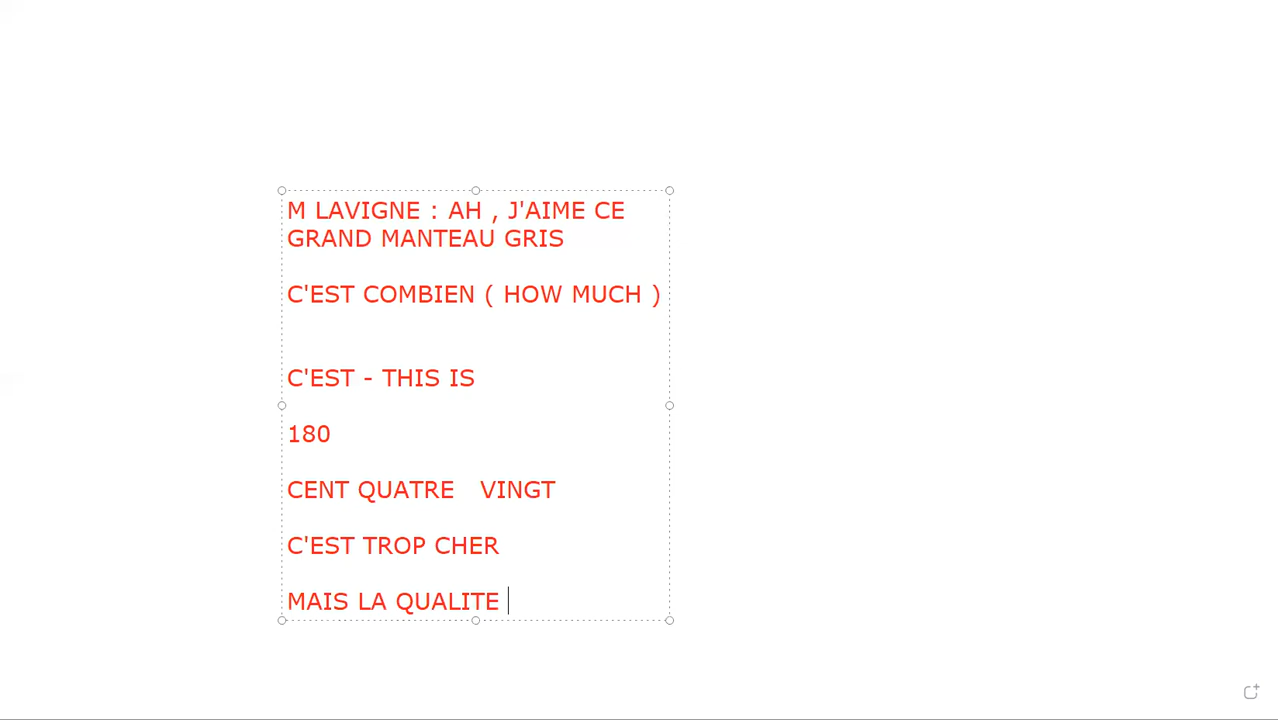 M LAVIGNE : AH , J'AIME CE
GRAND MANTEAU GRIS
C'EST COMBIEN ( HOW MUCH )
C'EST - THIS IS
180
CENT QUATRE   VINGT
C'EST TROP CHER
MAIS LA QUALITE